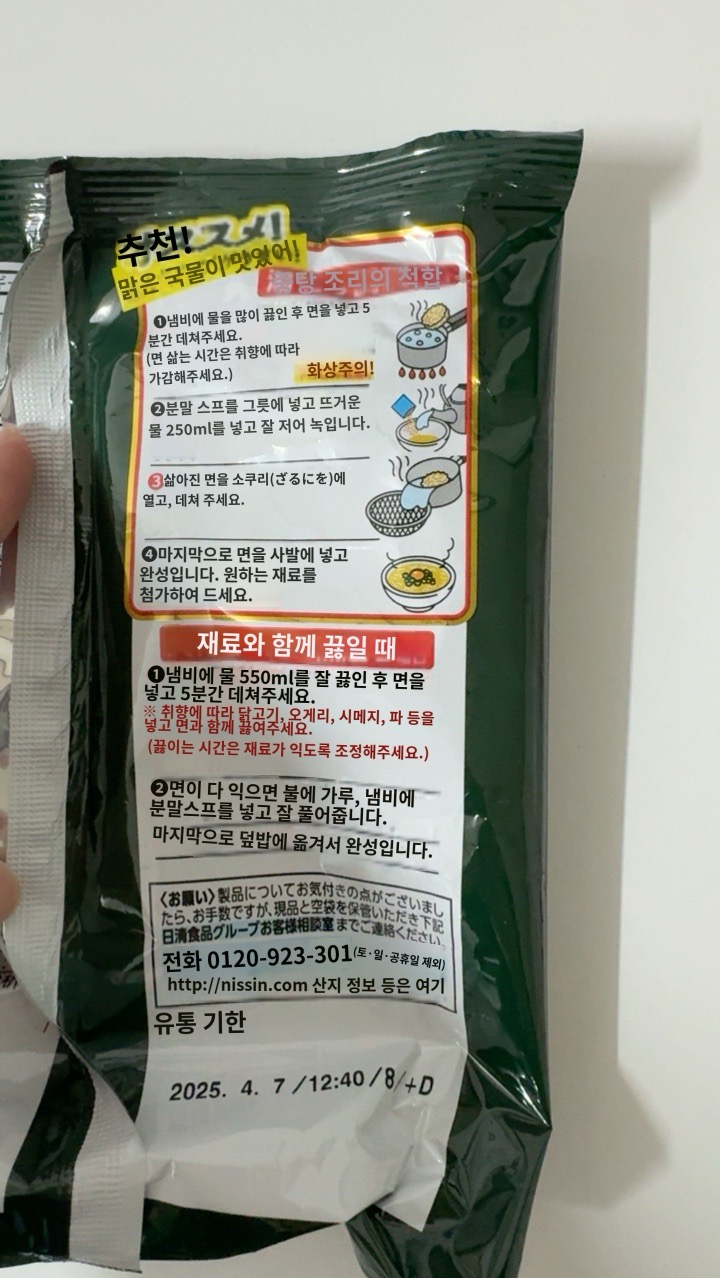 추천!
맑은 국물이 맛있어!
조리의 적합
❶냄비에 물을 많이 끓인 후 면을 넣고 5
분간 데쳐주세요.
(면 삶는 시간은 취향에 따라
가감해주세요.)
화상주의!
❷분말 스프를 그릇에 넣고 뜨거운
물 250ml를 넣고 잘 저어 녹입니다.
❸삶아진 면을 소쿠리(ざるにを)에
열고, 데쳐 주세요.
❹마지막으로 면을 사발에 넣고
완성입니다. 원하는 재료를
첨가하여 드세요.
재료와 함께 끓일 때
❶냄비에 물 550ml를 잘 끓인 후 면을
넣고 5분간 데쳐주세요.
※ 취향에 따라 닭고기, 오게리, 시메지, 파 등을
넣고 면과 함께 끓여주세요.
(끓이는 시간은 재료가 익도록 조정해주세요.)
❷면이 다 익으면 불에 가루, 냄비에
분말스프를 넣고 잘 풀어줍니다.
마지막으로 덮밥에 옮겨서 완성입니다.
〈お願い〉製品についてお気付きの点がございまし
たら、お手数ですが、現品と空袋を保管いただき下記
日清食品グループお客様相談室までご連絡ください。
전화 0120-923-301(토·일·공휴일 제외)
http://nissin.com 산지 정보 등은 여기
유통 기한
2025. 4. 7 /12:40/8/+D